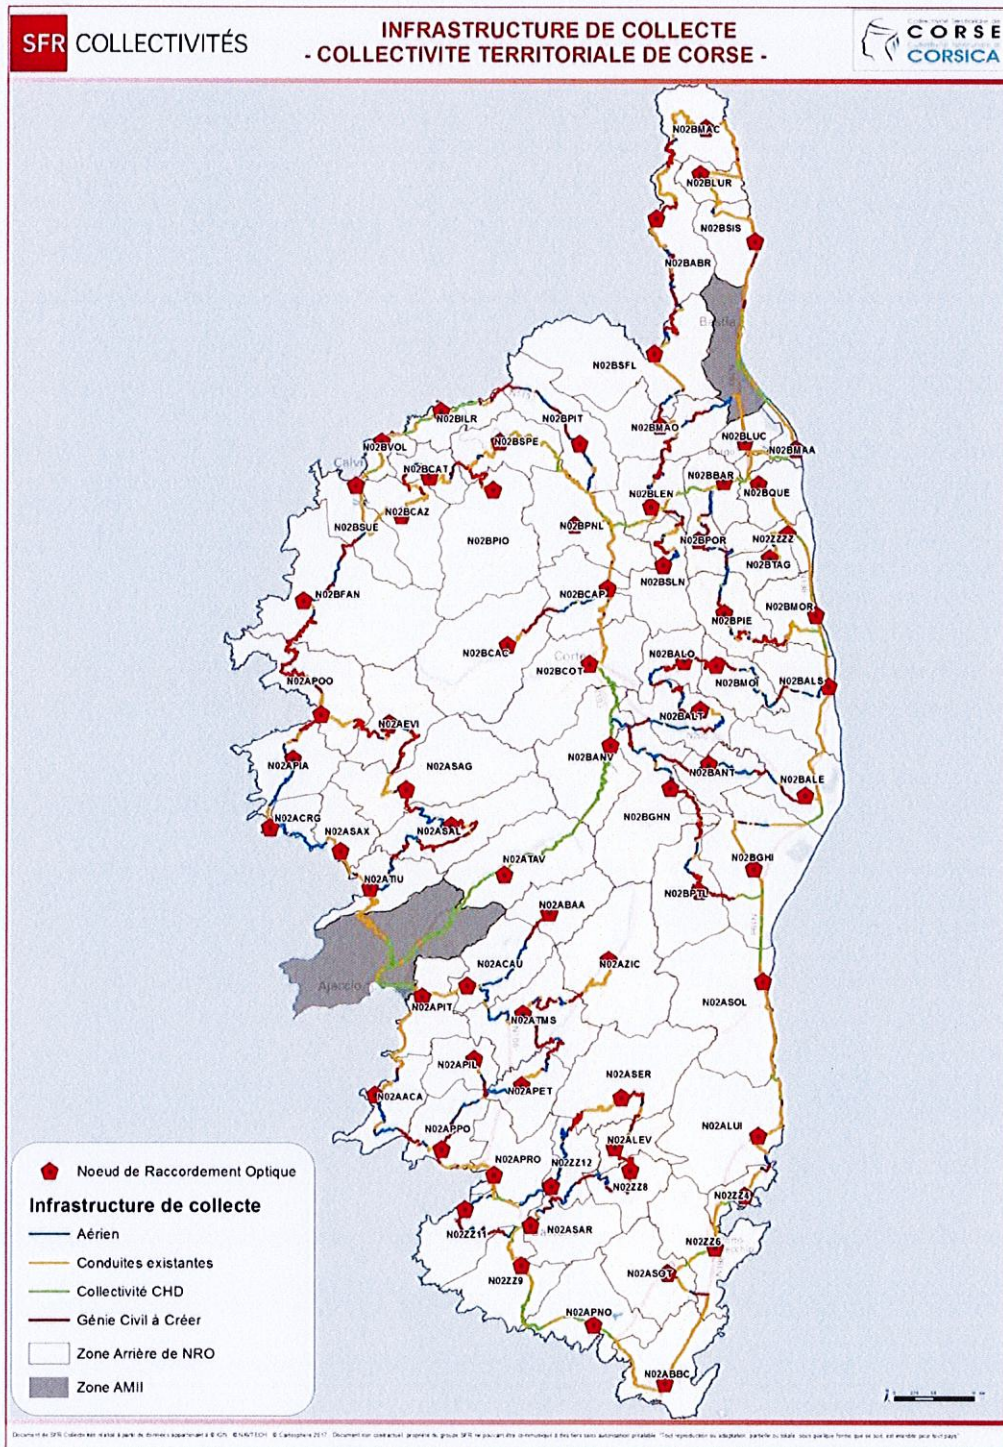 SFR COLLECTIVITÉS
INFRASTRUCTURE DE COLLECTE
- COLLECTIVITE TERRITORIALE DE CORSE -
CORSE
CORSICA
N02BMAC
N02BLUR
N02BSIS
N02BABR
Bastia
N02BSFL
N02BILR
N02BPIT
N02BMAO
N02BVOL
N02BSPE
N02BLUC
N02BMAA
Calvi
N02BCAT
N02BBAR
N02BQUE
N02BCAZ
N02BLEN
N02BSUE
N02BPIO
N02BPNL
N02BPOR
N02ZZZZ
N02BTAG
N02BSLN
N02BFAN
N02BCAP
N02BPIE
N02BMOR
N02BCAC
Corte
N02BCOT
N02BALO
N02BMOI
N02BALS
N02APOO
N02AEVI
N02BALT
N02APIA
N02ASAG
N02BANV
N02BANT
N02BALE
N02BGHN
N02ACRG
N02ASAX
N02ASAL
N02ATAV
N02BGHI
N02ATIU
N02BPTL
N02ABAA
N02ACAU
N02AZIC
Ajaccio
N02APIT
N02ASOL
N02ATMS
N02APIL
N02APET
N02AACA
N02ASER
N02APPO
N02ALEV
N02ALUI
N02APRO
N02ZZ12
N02ZZ8
N02ZZ4
N02ZZ11
N02ASAR
N02ZZ6
N02ZZ9
N02ASOT
N02APNO
N02ABBC
Noeud de Raccordement Optique
Infrastructure de collecte
Aérien
Conduites existantes
Collectivité CHD
Génie Civil à Créer
Zone Arrière de NRO
Zone AMII